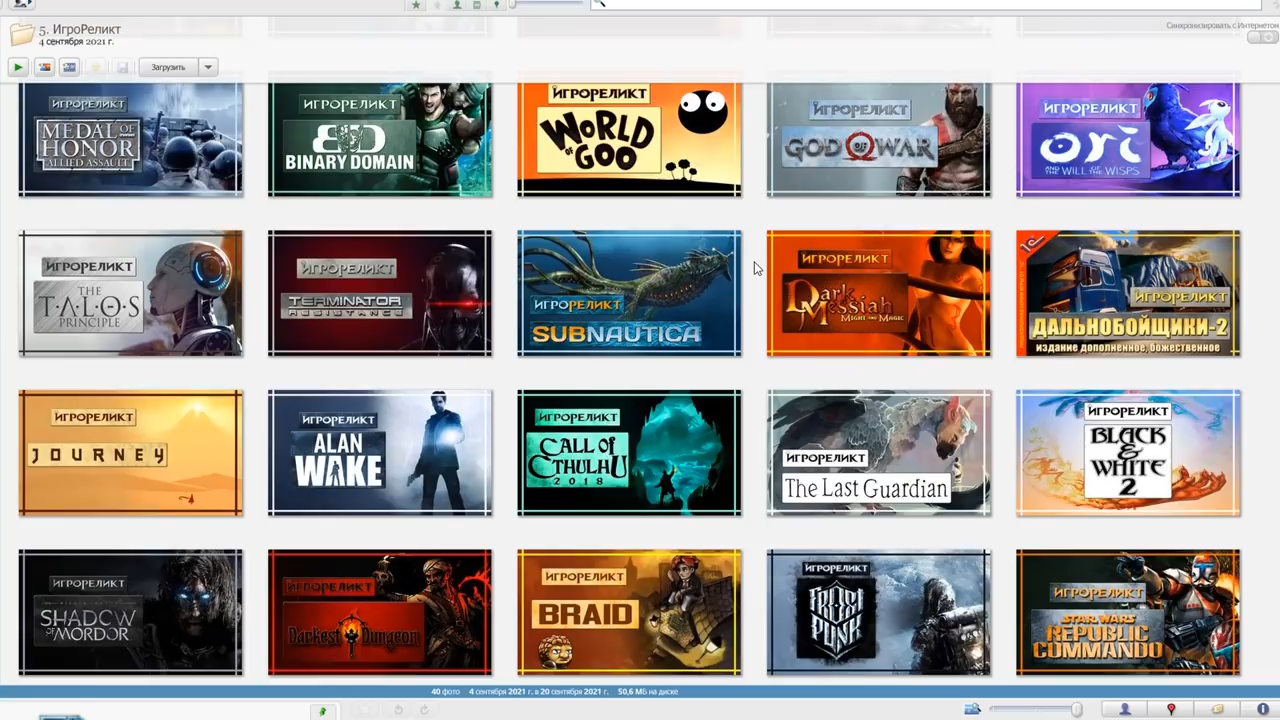 5. ИгроРеликт
4 сентября 2021 г.
Синхронизировать с Интернетом
Загрузить
ИГРОРЕЛИКТ
MEDAL OF
HONOR
ALLIED ASSAULT
ИГРОРЕЛИКТ
BD
BINARY DOMAIN
ИГРОРЕЛИКТ
WORLD
OF
GOO
ИГРОРЕЛИКТ
GOD OF WAR
ИГРОРЕЛИКТ
ori
AND THE WILL OF THE WISPS
ИГРОРЕЛИКТ
THE
TALOS
PRINCIPLE
ИГРОРЕЛИКТ
TERMINATOR
RESISTANCE
ИГРОРЕЛИКТ
SUBNAUTICA
ИГРОРЕЛИКТ
Dark
Messiah
MIGHT AND MAGIC
1С
ИГРОРЕЛИКТ
ДАЛЬНОБОЙЩИКИ-2
издание дополненное, божественное
ИГРОРЕЛИКТ
JOURNEY
ИГРОРЕЛИКТ
ALAN
WAKE
ИГРОРЕЛИКТ
CALL of
CTHULHU
2018
ИГРОРЕЛИКТ
The Last Guardian
ИГРОРЕЛИКТ
BLACK
&
WHITE
2
ИГРОРЕЛИКТ
SHADOW
OF MORDOR
ИГРОРЕЛИКТ
Darkest Dungeon
ИГРОРЕЛИКТ
BRAID
ИГРОРЕЛИКТ
FROST
PUNK
ИГРОРЕЛИКТ
STAR WARS
REPUBLIC
COMMANDO
40 фото 4 сентября 2021 г. в 20 сентября 2021 г. 50,6 МБ на диске